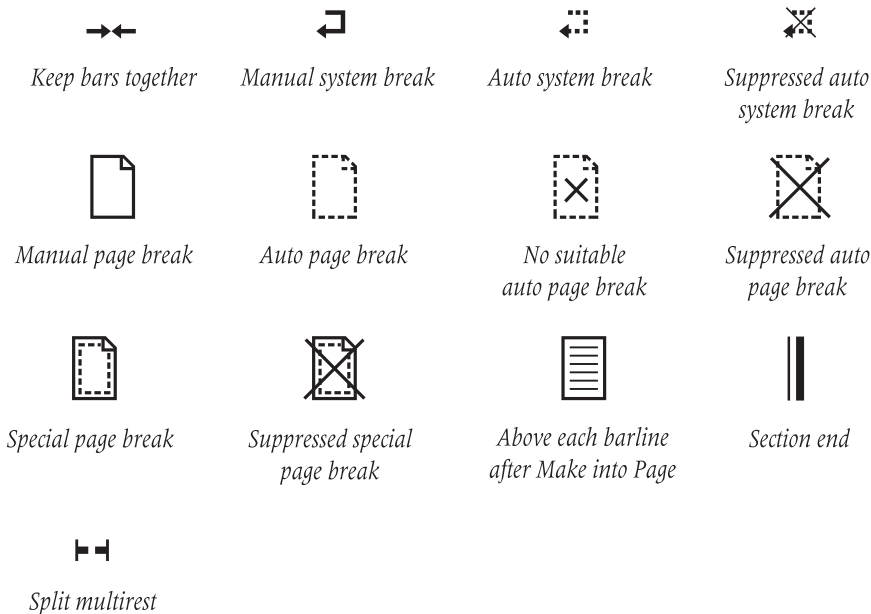 Keep bars together
Manual system break
Auto system break
Suppressed auto
system break
Manual page break
Auto page break
No suitable
auto page break
Suppressed auto
page break
Special page break
Suppressed special
page break
Above each barline
after Make into Page
Section end
Split multirest